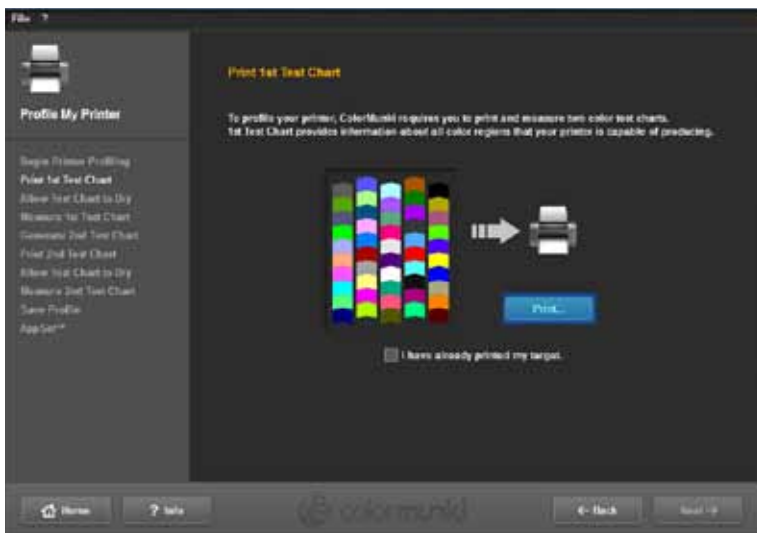 File ?
Profile My Printer
Begin Printer Profiling
Print 1st Test Chart
Allow Test Chart to Dry
Measure 1st Test Chart
Generate 2nd Test Chart
Print 2nd Test Chart
Allow Test Chart to Dry
Measure 2nd Test Chart
Save Profile
AppSet™
Print 1st Test Chart
To profile your printer, ColorMunki requires you to print and measure two color test charts.
1st Test Chart provides information about all color regions that your printer is capable of producing.
Print...
I have already printed my target.
Home
? Info
colormunki
Back
Next